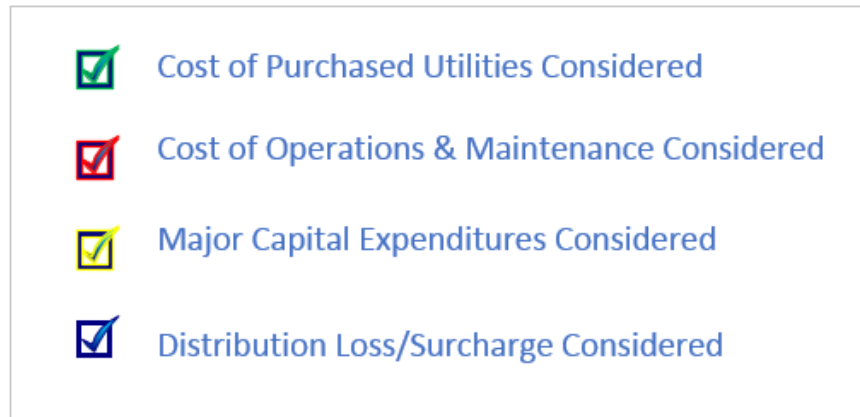 Cost of Purchased Utilities Considered
Cost of Operations & Maintenance Considered
Major Capital Expenditures Considered
Distribution Loss/Surcharge Considered